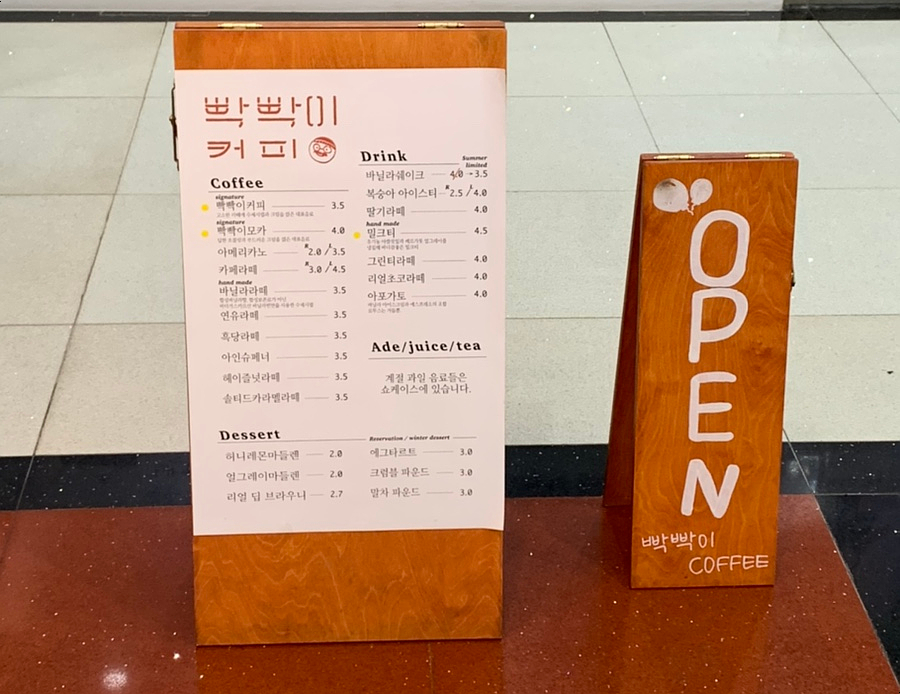 빡빡이
커피
Coffee
signature
빡빡이커피 3.5
signature
빡빡이모카 4.0
아메리카노 H2.0 / I3.5
카페라떼 H3.0 / I4.5
hand made
바닐라라떼 3.5
연유라떼 3.5
흑당라떼 3.5
아인슈페너 3.5
헤이즐넛라떼 3.5
솔티드카라멜라떼 3.5
Drink
Summer
limited
바닐라쉐이크 4.0 → 3.5
복숭아 아이스티 R2.5 / L4.0
딸기라떼 4.0
hand made
밀크티 4.5
그린티라떼 4.0
리얼초코라떼 4.0
아포가토 4.0
Ade/juice/tea
계절 과일 음료들은
쇼케이스에 있습니다.
Dessert
허니레몬마들렌 2.0
얼그레이마들렌 2.0
리얼 딥 브라우니 2.7
Reservation / winter dessert
에그타르트 3.0
크럼블 파운드 3.0
말차 파운드 3.0
OPEN
빡빡이
COFFEE